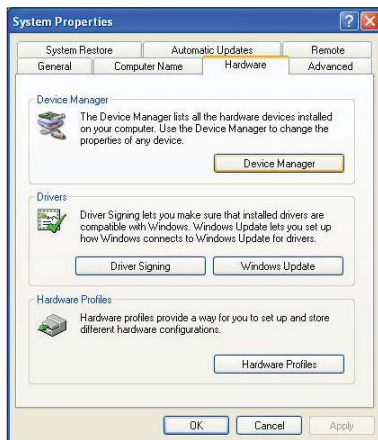 System Properties
System Restore Automatic Updates Remote
General Computer Name Hardware Advanced
Device Manager
The Device Manager lists all the hardware devices installed
on your computer. Use the Device Manager to change the
properties of any device.
Device Manager
Drivers
Driver Signing lets you make sure that installed drivers are
compatible with Windows. Windows Update lets you set up
how Windows connects to Windows Update for drivers.
Driver Signing Windows Update
Hardware Profiles
Hardware profiles provide a way for you to set up and store
different hardware configurations.
Hardware Profiles
OK Cancel Apply